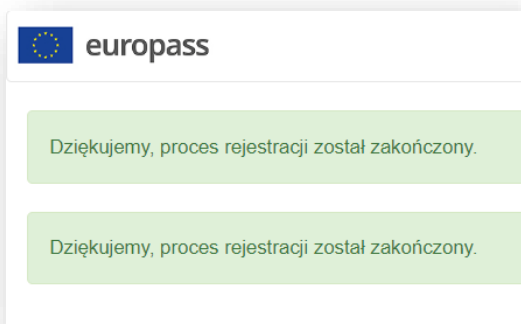 europass
Dziękujemy, proces rejestracji został zakończony.
Dziękujemy, proces rejestracji został zakończony.